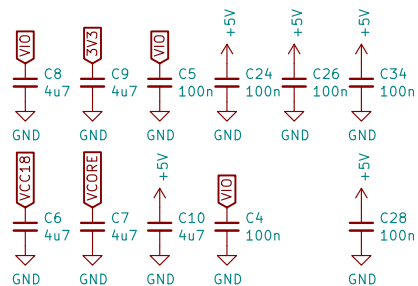 VIO 3V3 VIO +5V +5V +5V
C8 C9 C5 C24 C26 C34
4u7 4u7 100n 100n 100n 100n
GND GND GND GND GND GND
VCC18 VCORE +5V VIO +5V
C6 C7 C10 C4 C28
4u7 4u7 4u7 100n 100n
GND GND GND GND GND